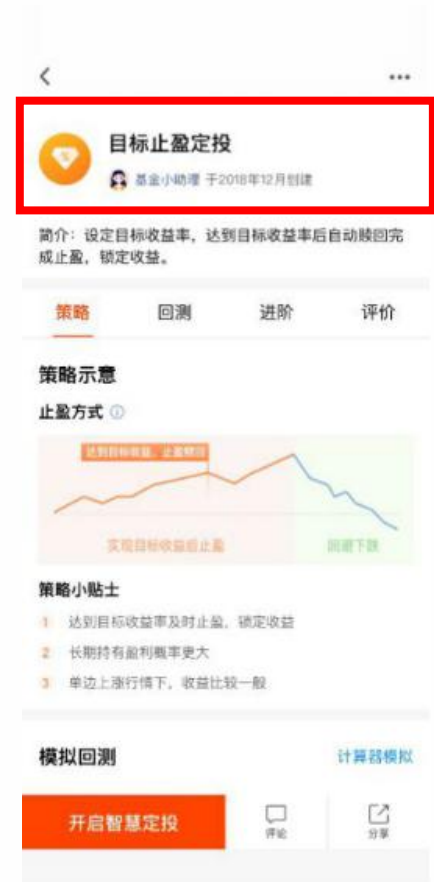 目标止盈定投
基金小助理 于2018年12月创建
简介：设定目标收益率，达到目标收益率后自动赎回完
成止盈，锁定收益。
策略 回测 进阶 评价
策略示意
止盈方式
达到目标收益，止盈赎回
实现目标收益后止盈 回避下跌
策略小贴士
1 达到目标收益率及时止盈，锁定收益
2 长期持有盈利概率更大
3 单边上涨行情下，收益比较一般
模拟回测 计算器模拟
开启智慧定投 评论 分享